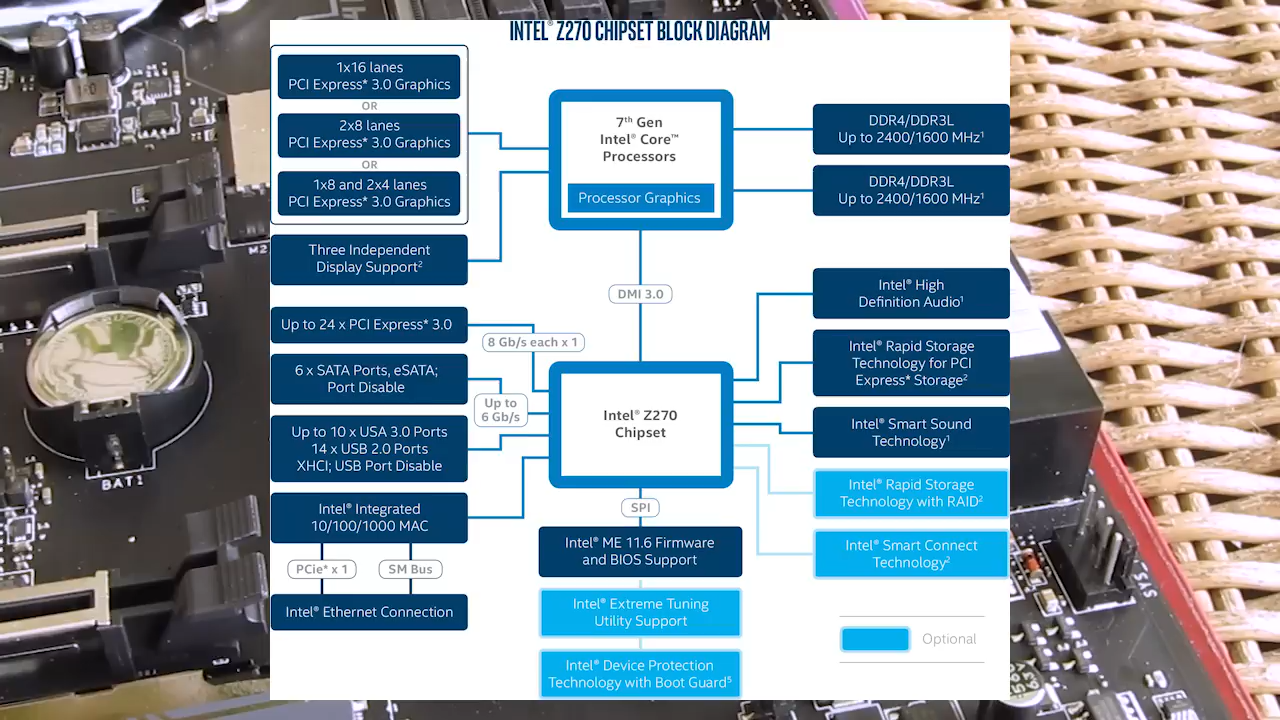 INTEL® Z270 CHIPSET BLOCK DIAGRAM
1x16 lanes
PCI Express* 3.0 Graphics
OR
2x8 lanes
PCI Express* 3.0 Graphics
OR
1x8 and 2x4 lanes
PCI Express* 3.0 Graphics
Three Independent
Display Support²
7th Gen
Intel® Core™
Processors
Processor Graphics
DDR4/DDR3L
Up to 2400/1600 MHz¹
DDR4/DDR3L
Up to 2400/1600 MHz¹
DMI 3.0
Up to 24 x PCI Express* 3.0
8 Gb/s each x 1
6 x SATA Ports, eSATA;
Port Disable
Up to
6 Gb/s
Up to 10 x USA 3.0 Ports
14 x USB 2.0 Ports
XHCI; USB Port Disable
Intel® Integrated
10/100/1000 MAC
PCIe* x 1
SM Bus
Intel® Ethernet Connection
Intel® Z270
Chipset
SPI
Intel® ME 11.6 Firmware
and BIOS Support
Intel® Extreme Tuning
Utility Support
Intel® Device Protection
Technology with Boot Guard⁵
Intel® High
Definition Audio¹
Intel® Rapid Storage
Technology for PCI
Express* Storage²
Intel® Smart Sound
Technology¹
Intel® Rapid Storage
Technology with RAID²
Intel® Smart Connect
Technology²
Optional
BAT1
M2
SAS